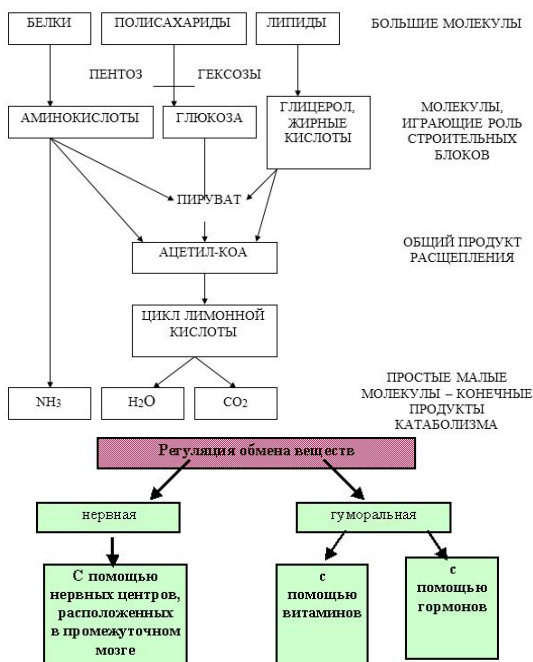 БЕЛКИ ПОЛИСАХАРИДЫ ЛИПИДЫ БОЛЬШИЕ МОЛЕКУЛЫ
ПЕНТОЗ ГЕКСОЗЫ
АМИНОКИСЛОТЫ
ГЛЮКОЗА
ГЛИЦЕРОЛ,
ЖИРНЫЕ
КИСЛОТЫ
МОЛЕКУЛЫ,
ИГРАЮЩИЕ РОЛЬ
СТРОИТЕЛЬНЫХ
БЛОКОВ
ПИРУВАТ
АЦЕТИЛ-КОА
ОБЩИЙ ПРОДУКТ
РАСЩЕПЛЕНИЯ
ЦИКЛ ЛИМОННОЙ
КИСЛОТЫ
NH3 H2O CO2
ПРОСТЫЕ МАЛЫЕ
МОЛЕКУЛЫ – КОНЕЧНЫЕ
ПРОДУКТЫ
КАТАБОЛИЗМА
Регуляция обмена веществ
нервная гуморальная
С помощью
нервных центров,
расположенных
в промежуточном
мозге
с
помощью
витаминов
с
помощью
гормонов